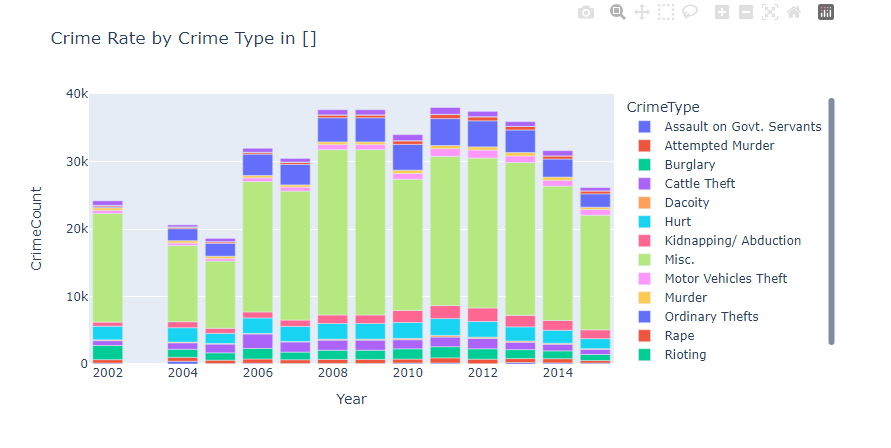 Crime Rate by Crime Type in []
40k
30k
20k
10k
0
CrimeCount
2002
2004
2006
2008
2010
2012
2014
Year
CrimeType
Assault on Govt. Servants
Attempted Murder
Burglary
Cattle Theft
Dacoity
Hurt
Kidnapping/ Abduction
Misc.
Motor Vehicles Theft
Murder
Ordinary Thefts
Rape
Rioting